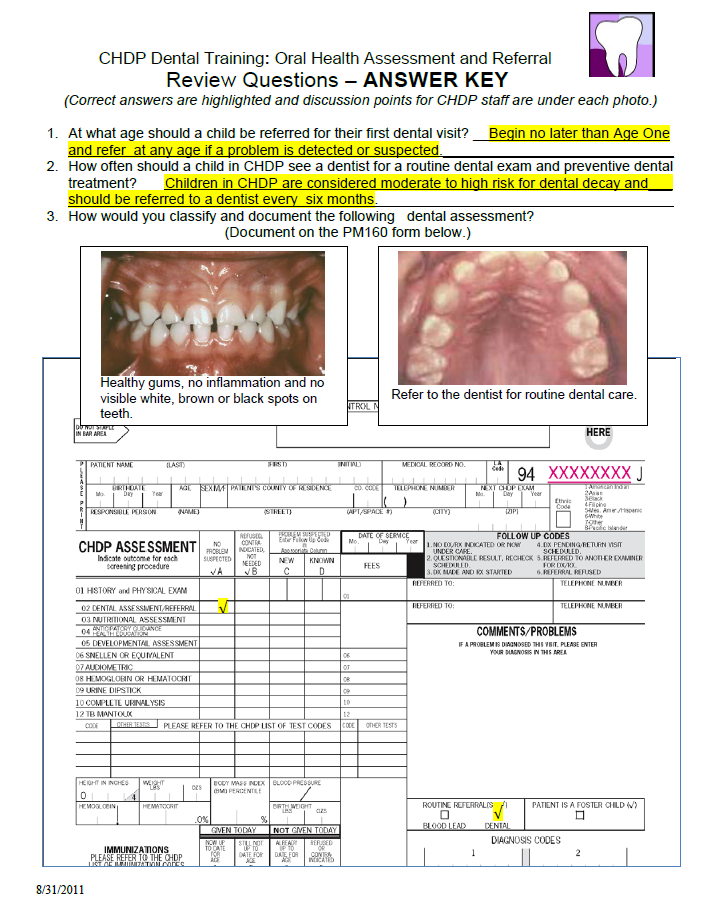 CHDP Dental Training: Oral Health Assessment and Referral
Review Questions – ANSWER KEY
(Correct answers are highlighted and discussion points for CHDP staff are under each photo.)
1. At what age should a child be referred for their first dental visit? Begin no later than Age One
and refer at any age if a problem is detected or suspected.
2. How often should a child in CHDP see a dentist for a routine dental exam and preventive dental
treatment? Children in CHDP are considered moderate to high risk for dental decay and
should be referred to a dentist every six months.
3. How would you classify and document the following dental assessment?
(Document on the PM160 form below.)
Healthy gums, no inflammation and no
visible white, brown or black spots on
teeth.
Refer to the dentist for routine dental care.
DO NOT STAPLE
IN BAR AREA
NTROL N
HERE
PLEASE PRINT
PATIENT NAME (LAST) (FIRST) (INITIAL) MEDICAL RECORD NO. LA Code 94 XXXXXXXX J
BIRTHDATE Mo. Day Year AGE SEX M/F PATIENT'S COUNTY OF RESIDENCE CO. CODE TELEPHONE NUMBER ( ) NEXT CHDP EXAM Mo. Day Year
Ethnic Code
1-American Indian
2-Asian
3-Black
4-Filipino
5-Mex. Amer./Hispanic
6-White
7-Other
8-Pacific Islander
RESPONSIBLE PERSON (NAME) (STREET) (APT/SPACE #) (CITY) (ZIP)
CHDP ASSESSMENT
Indicate outcome for each
screening procedure
NO
PROBLEM
SUSPECTED
√A
REFUSED,
CONTRA-
INDICATED,
NOT
NEEDED
√B
PROBLEM SUSPECTED
Enter Follow Up Code
in
Appropriate Column
NEW
C
KNOWN
D
DATE OF SERVICE
Mo. Day Year
FEES
FOLLOW UP CODES
1. NO DX/RX INDICATED OR NOW
UNDER CARE.
2. QUESTIONABLE RESULT, RECHECK
SCHEDULED.
3. DX MADE AND RX STARTED
4. DX PENDING/RETURN VISIT
SCHEDULED.
5. REFERRED TO ANOTHER EXAMINER
FOR DX/RX.
6. REFERRAL REFUSED
REFERRED TO: TELEPHONE NUMBER
REFERRED TO: TELEPHONE NUMBER
01 HISTORY and PHYSICAL EXAM 01
02 DENTAL ASSESSMENT/REFERRAL √
03 NUTRITIONAL ASSESSMENT
04 ANTICIPATORY GUIDANCE
HEALTH EDUCATION
05 DEVELOPMENTAL ASSESSMENT
06 SNELLEN OR EQUIVALENT 06
07 AUDIOMETRIC 07
08 HEMOGLOBIN OR HEMATOCRIT 08
09 URINE DIPSTICK 09
10 COMPLETE URINALYSIS 10
12 TB MANTOUX 12
COMMENTS/PROBLEMS
IF A PROBLEM IS DIAGNOSED THIS VISIT, PLEASE ENTER
YOUR DIAGNOSIS IN THIS AREA
CODE OTHER TESTS PLEASE REFER TO THE CHDP LIST OF TEST CODES CODE OTHER TESTS
HEIGHT IN INCHES WEIGHT LBS OZS BODY MASS INDEX (BMI) PERCENTILE BLOOD PRESSURE
0 4
HEMOGLOBIN HEMATOCRIT .0% % BIRTH WEIGHT LBS OZS
ROUTINE REFERRAL(S) (√) PATIENT IS A FOSTER CHILD (√)
√
BLOOD LEAD DENTAL
DIAGNOSIS CODES
1 2
GIVEN TODAY NOT GIVEN TODAY
IMMUNIZATIONS
PLEASE REFER TO THE CHDP
LIST OF IMMUNIZATION CODES
NOW UP
TO DATE
FOR
AGE
STILL NOT
UP TO
DATE FOR
AGE
ALREADY
UP TO
DATE FOR
AGE
REFUSED
OR
CONTRA-
INDICATED
8/31/2011